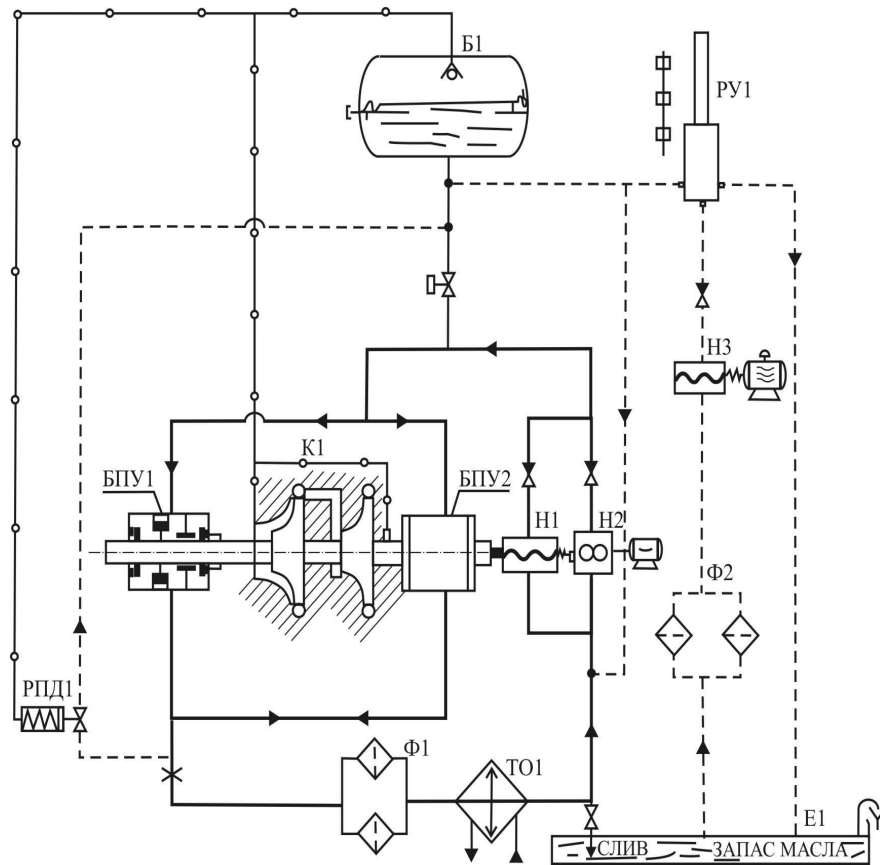 Б1
РУ1
Н3
К1
БПУ1
БПУ2
Н1
Н2
Ф2
РПД1
Ф1
ТО1
Е1
СЛИВ
ЗАПАС МАСЛА